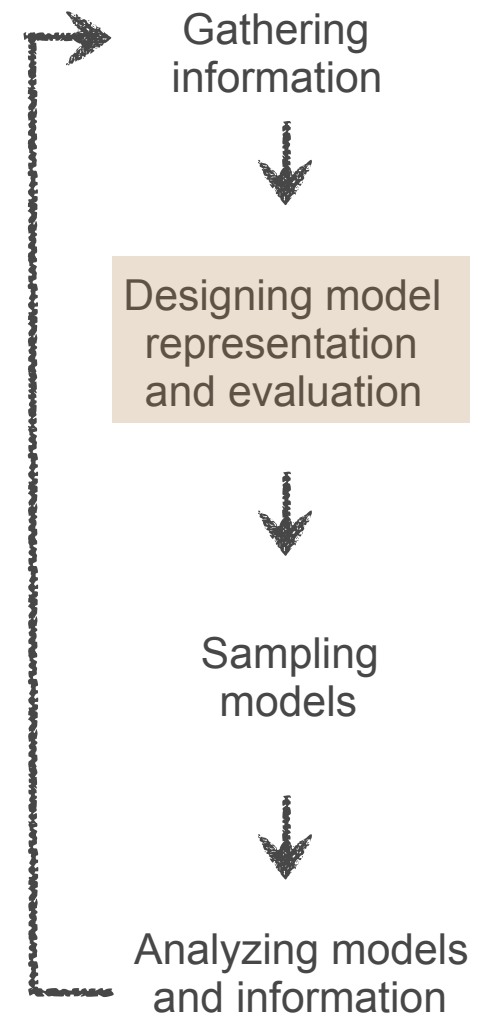 Gathering
information
Designing model
representation
and evaluation
Sampling
models
Analyzing models
and information